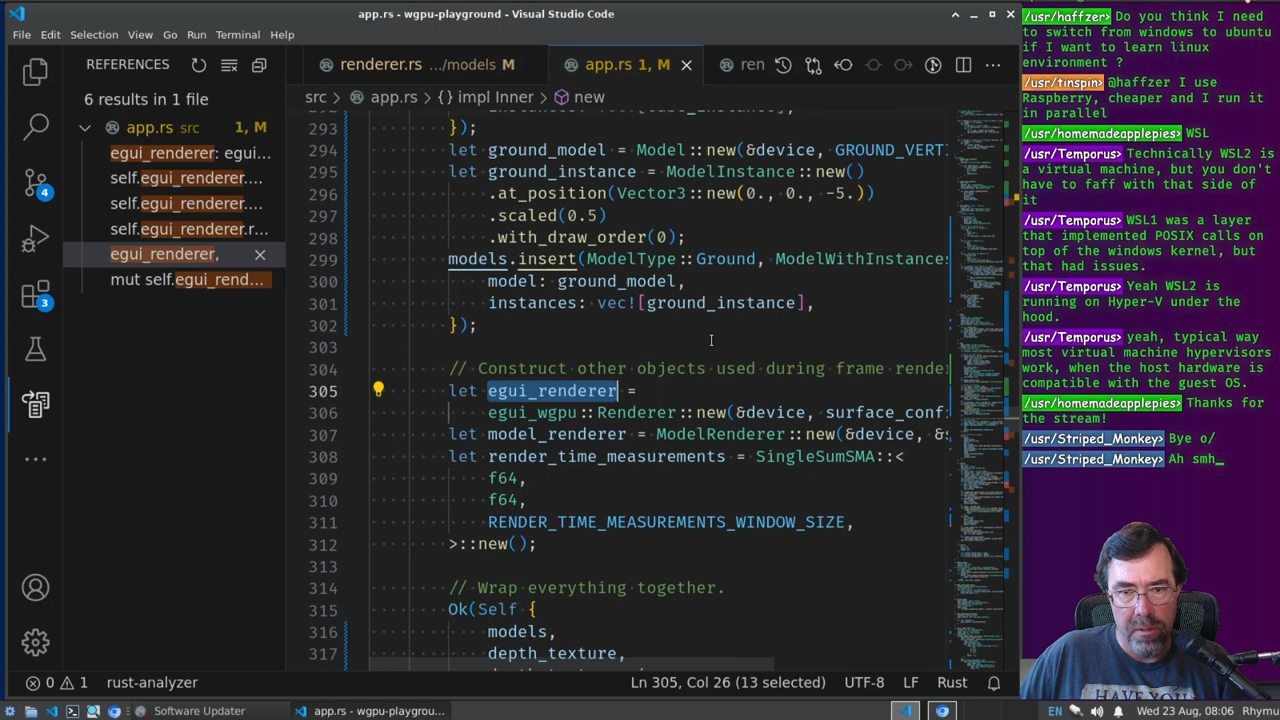 app.rs - wgpu-playground - Visual Studio Code
File Edit Selection View Go Run Terminal Help
REFERENCES
renderer.rs .../models M
app.rs 1, M
ren
6 results in 1 file
src > app.rs > {} impl Inner > new
app.rs src 1, M
egui_renderer: egui...
self.egui_renderer....
self.egui_renderer....
self.egui_renderer.r...
egui_renderer,
mut self.egui_rend...
293 });
294 let ground_model = Model::new(&device, GROUND_VERTI
295 let ground_instance = ModelInstance::new()
296 .at_position(Vector3::new(0., 0., -5.))
297 .scaled(0.5)
298 .with_draw_order(0);
299 models.insert(ModelType::Ground, ModelWithInstances
300 model: ground_model,
301 instances: vec![ground_instance],
302 });
303
304 // Construct other objects used during frame rende
305 let egui_renderer =
306 egui_wgpu::Renderer::new(&device, surface_conf
307 let model_renderer = ModelRenderer::new(&device, &
308 let render_time_measurements = SingleSumSMA::<
309 f64,
310 f64,
311 RENDER_TIME_MEASUREMENTS_WINDOW_SIZE,
312 >::new();
313
314 // Wrap everything together.
315 Ok(Self {
316 models,
317 depth_texture,
4
3
0 1 rust-analyzer
Ln 305, Col 26 (13 selected) UTF-8 LF Rust
Software Updater
app.rs - wgpu-playgrou...
EN
Wed 23 Aug, 08:06 Rhymu
/usr/haffzer> Do you think I need
to switch from windows to ubuntu
if I want to learn linux
environment ?
/usr/tinspin> @haffzer I use
Raspberry, cheaper and I run it
in parallel
/usr/homemadeapplepies> WSL
/usr/Temporus> Technically WSL2 is
a virtual machine, but you don't
have to faff with that side of
it
/usr/Temporus> WSL1 was a layer
that implemented POSIX calls on
top of the windows kernel, but
that had issues.
/usr/Temporus> Yeah WSL2 is
running on Hyper-V under the
hood.
/usr/Temporus> yeah, typical way
most virtual machine hypervisors
work, when the host hardware is
compatible with the guest OS.
/usr/homemadeapplepies> Thanks for
the stream!
/usr/Striped_Monkey> Bye o/
/usr/Striped_Monkey> Ah smh_
HAVE YOU